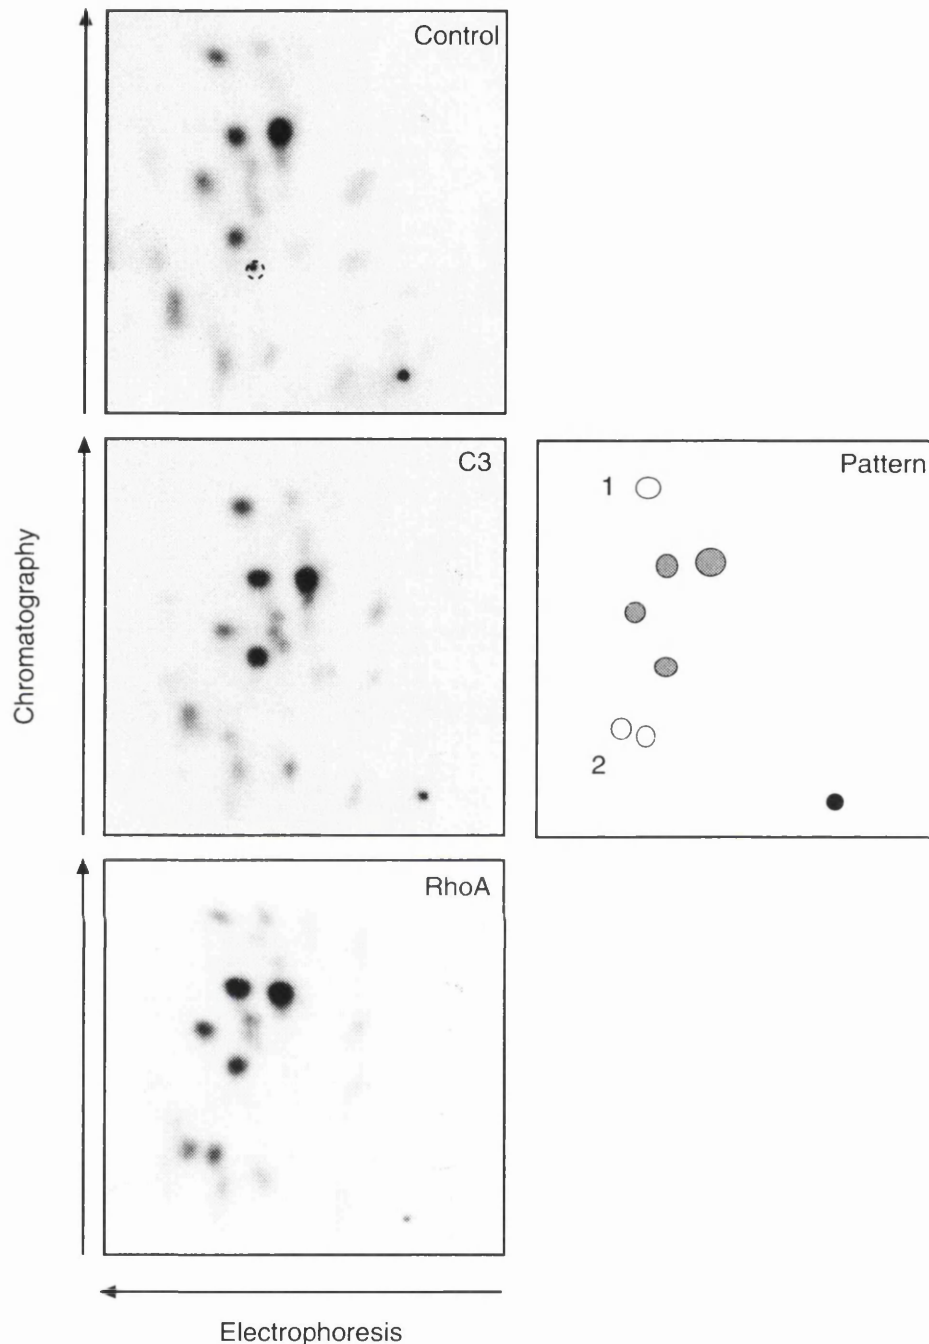 Control
C3
Pattern
1
2
Chromatography
RhoA
Electrophoresis